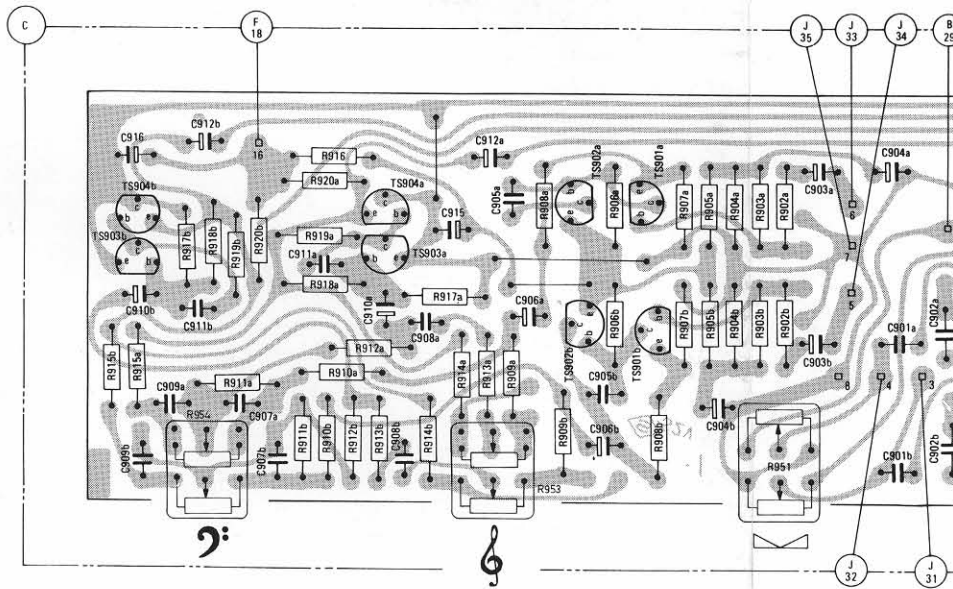 C
F 18
J 35
J 33
J 34
B 29
C916
C912b
16
R916
R920a
C912a
C905a
R908a
TS902a
R906a
TS901a
R907a
R905a
R904a
R903a
R902a
C903a
C904a
6
7
5
TS904b
c
b
e
TS903b
c
e
b
R917b
R918b
R919b
R920b
TS904a
c
e
b
C915
TS903a
c
b
e
R919a
C911a
R918a
C910b
C911b
C910a
R917a
C908a
C906a
TS902b
c
b
e
R906b
TS901b
R907b
R905b
R904b
R903b
R902b
C903b
C901a
C902a
R915b
R915a
R912a
R910a
R914a
R913a
R909a
C909a
R911a
R954
C907a
C905b
C904b
8
4
3
C909b
C907b
R911b
R910b
R912b
R913b
C908b
R914b
R953
R909b
C906b
R908b
R951
C901b
C902b
J 32
J 31